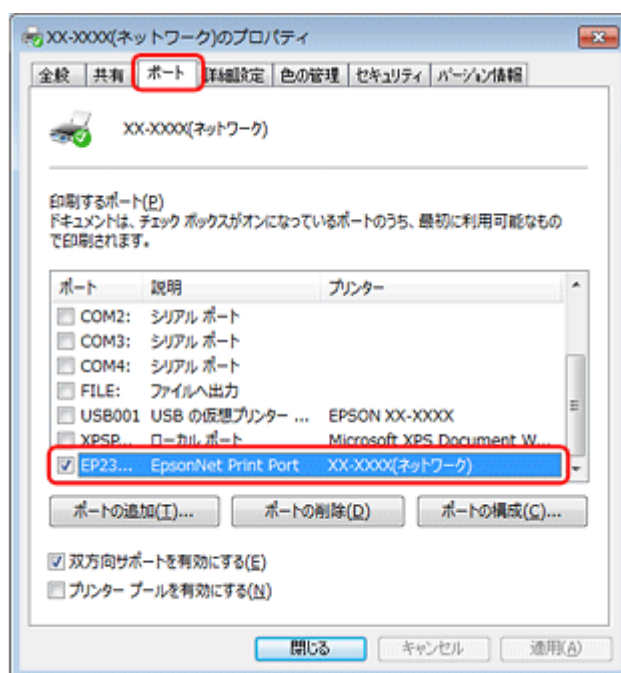 XX-XXXX(ネットワーク)のプロパティ
全般 共有 ポート 詳細設定 色の管理 セキュリティ バージョン情報
XX-XXXX(ネットワーク)
印刷するポート(P)
ドキュメントは、チェック ボックスがオンになっているポートのうち、最初に利用可能なもの
で印刷されます。
ポート 説明 プリンター
COM2: シリアル ポート
COM3: シリアル ポート
COM4: シリアル ポート
FILE: ファイルへ出力
USB001 USB の仮想プリンター ... EPSON XX-XXXX
XPSP... ローカル ポート Microsoft XPS Document W...
EP23... EpsonNet Print Port XX-XXXX(ネットワーク)
ポートの追加(T)... ポートの削除(D) ポートの構成(C)...
双方向サポートを有効にする(E)
プリンター プールを有効にする(N)
閉じる キャンセル 適用(A)